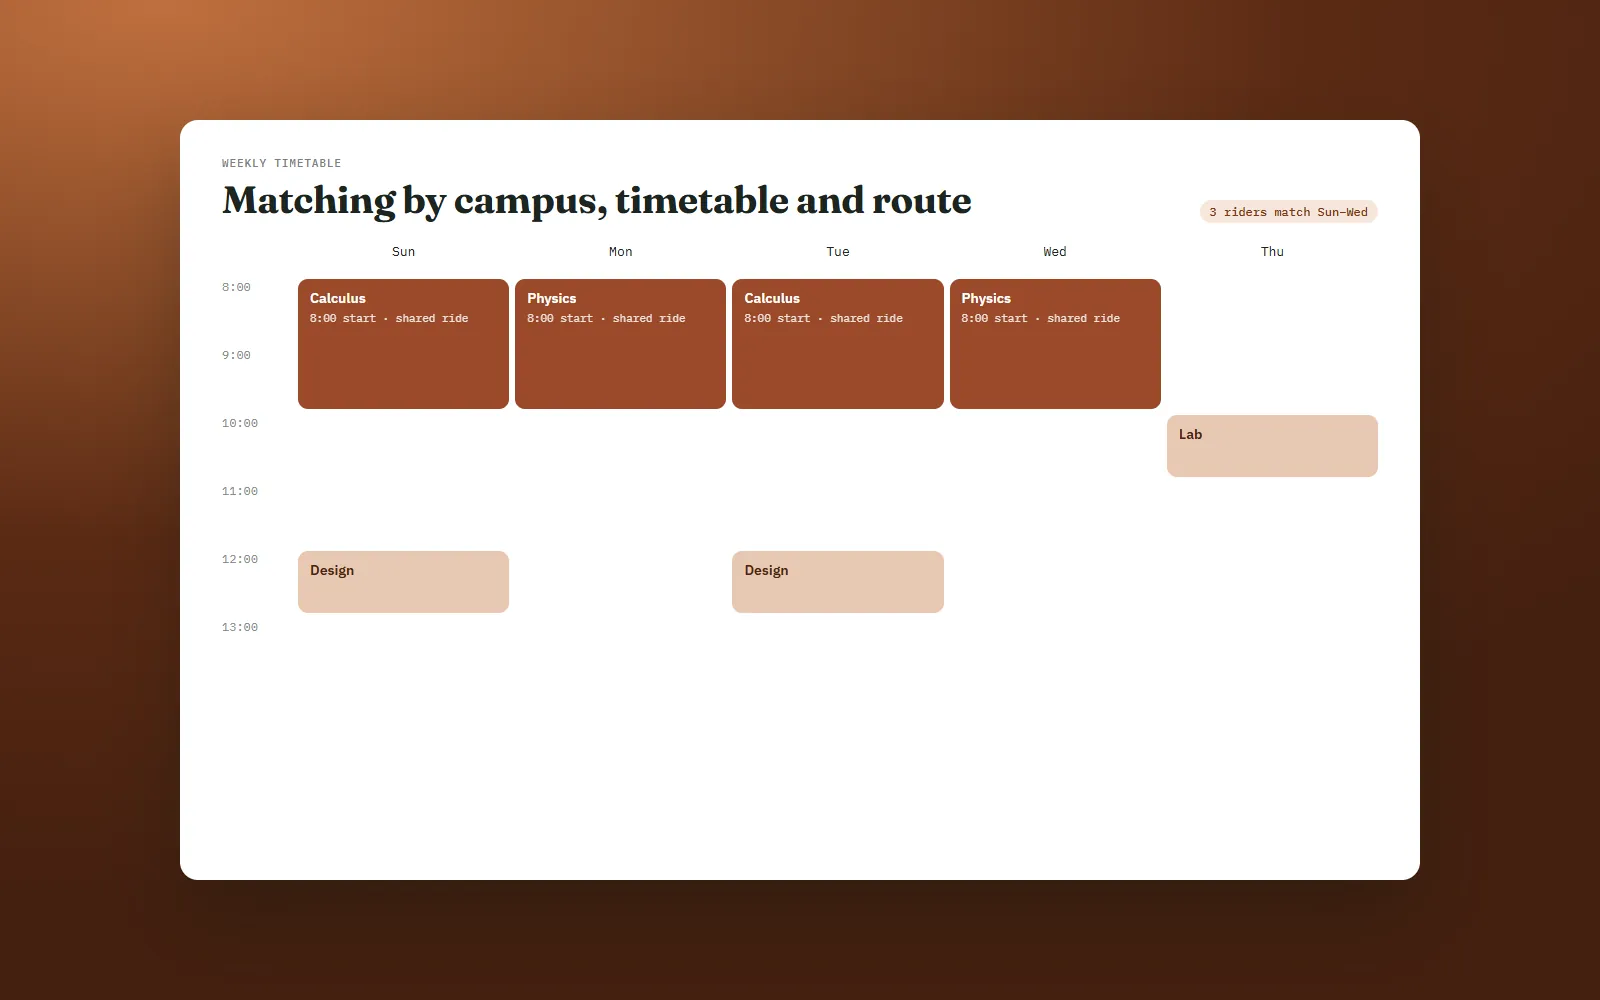 WEEKLY TIMETABLE
Matching by campus, timetable and route
3 riders match Sun–Wed
Sun Mon Tue Wed Thu
8:00
Calculus
8:00 start · shared ride
Physics
8:00 start · shared ride
Calculus
8:00 start · shared ride
Physics
8:00 start · shared ride
9:00
10:00
Lab
11:00
12:00
Design
Design
13:00